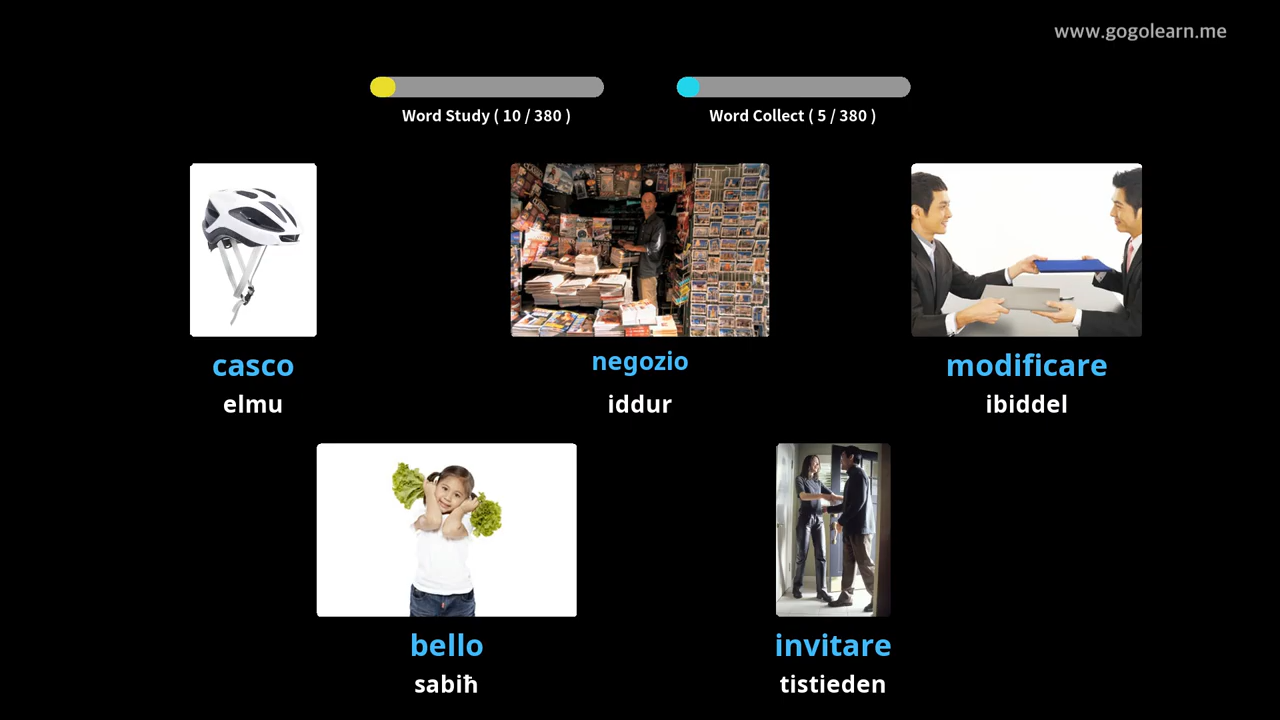 www.gogolearn.me
Word Study ( 10 / 380 )
Word Collect ( 5 / 380 )
casco
elmu
negozio
iddur
modificare
ibiddel
bello
sabiħ
invitare
tistieden